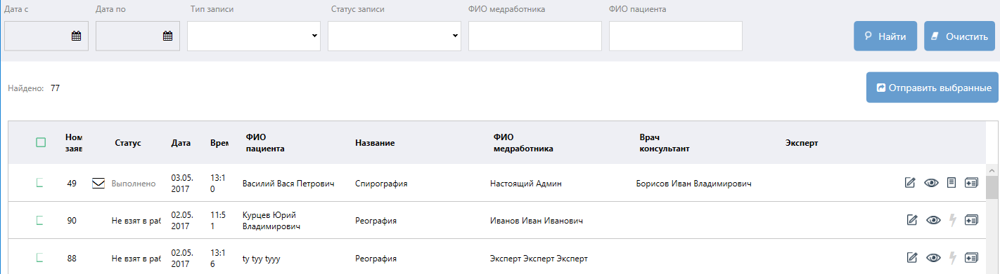 Дата с Дата по Тип записи Статус записи ФИО медработника ФИО пациента
Найти Очистить
Найдено: 77
Отправить выбранные
Ном
заяв
Статус
Дата
Врем
ФИО
пациента
Название
ФИО
медработника
Врач
консультант
Эксперт
49
Выполнено
03.05.
2017
13:1
0
Василий Вася Петрович
Спирография
Настоящий Админ
Борисов Иван Владимирович
90
Не взят в раб
02.05.
2017
11:5
1
Курцев Юрий
Владимирович
Реография
Иванов Иван Иванович
88
Не взят в раб
02.05.
2017
13:1
6
ty tyy tyyy
Реография
Эксперт Эксперт Эксперт